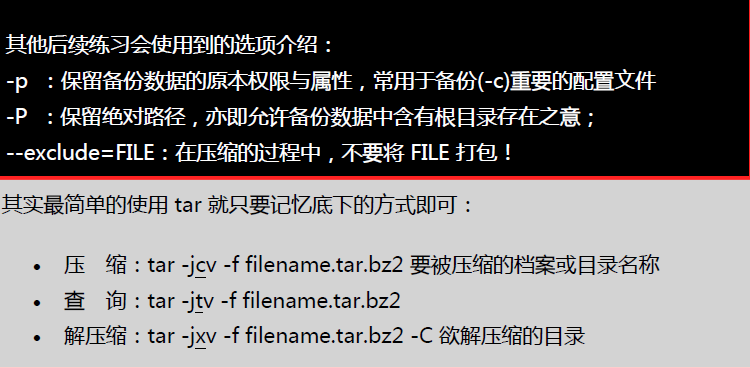 其他后续练习会使用到的选项介绍：
-p ：保留备份数据的原本权限与属性，常用于备份(-c)重要的配置文件
-P ：保留绝对路径，亦即允许备份数据中含有根目录存在之意；
--exclude=FILE：在压缩的过程中，不要将 FILE 打包！
其实最简单的使用 tar 就只要记忆底下的方式即可：
• 压　缩：tar -jcv -f filename.tar.bz2 要被压缩的档案或目录名称
• 查　询：tar -jtv -f filename.tar.bz2
• 解压缩：tar -jxv -f filename.tar.bz2 -C 欲解压缩的目录